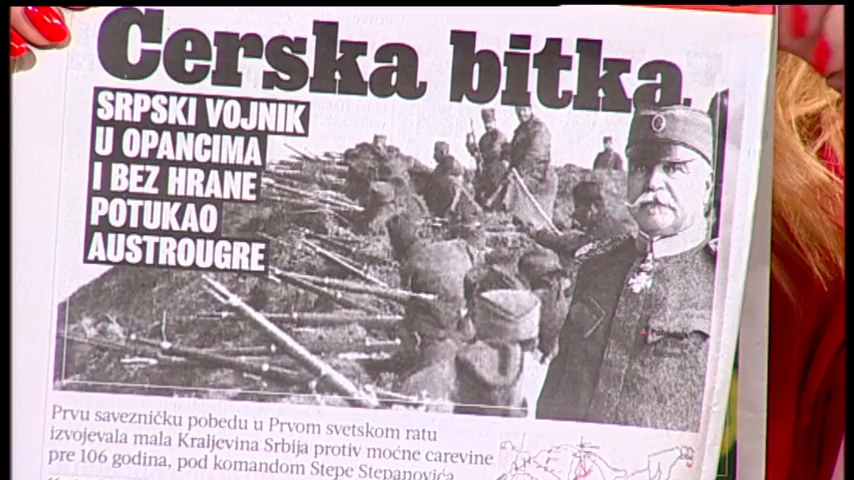 Cerska bitka
SRPSKI VOJNIK
U OPANCIMA
I BEZ HRANE
POTUKAO
AUSTROUGRE
Prvu savezničku pobedu u Prvom svetskom ratu
izvojevala mala Kraljevina Srbija protiv moćne carevine
pre 106 godina, pod komandom Stepe Stepanovića